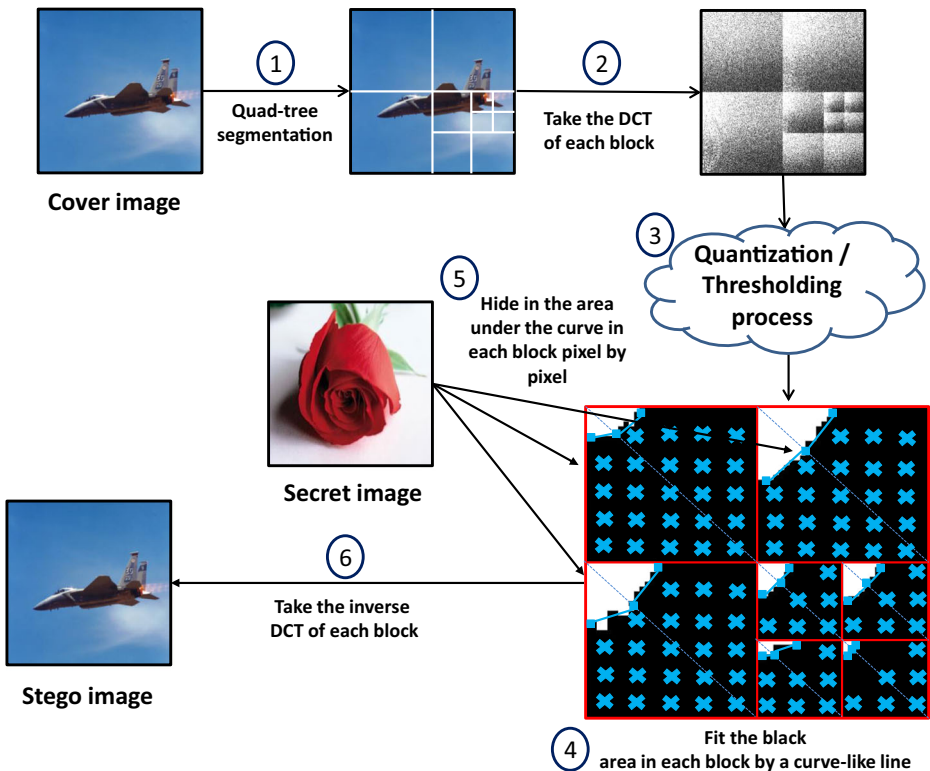 1
Quad-tree
segmentation
2
Take the DCT
of each block
Cover image
3
Quantization /
Thresholding
process
5
Hide in the area
under the curve in
each block pixel by
pixel
Secret image
6
Take the inverse
DCT of each block
Stego image
4
Fit the black
area in each block by a curve-like line